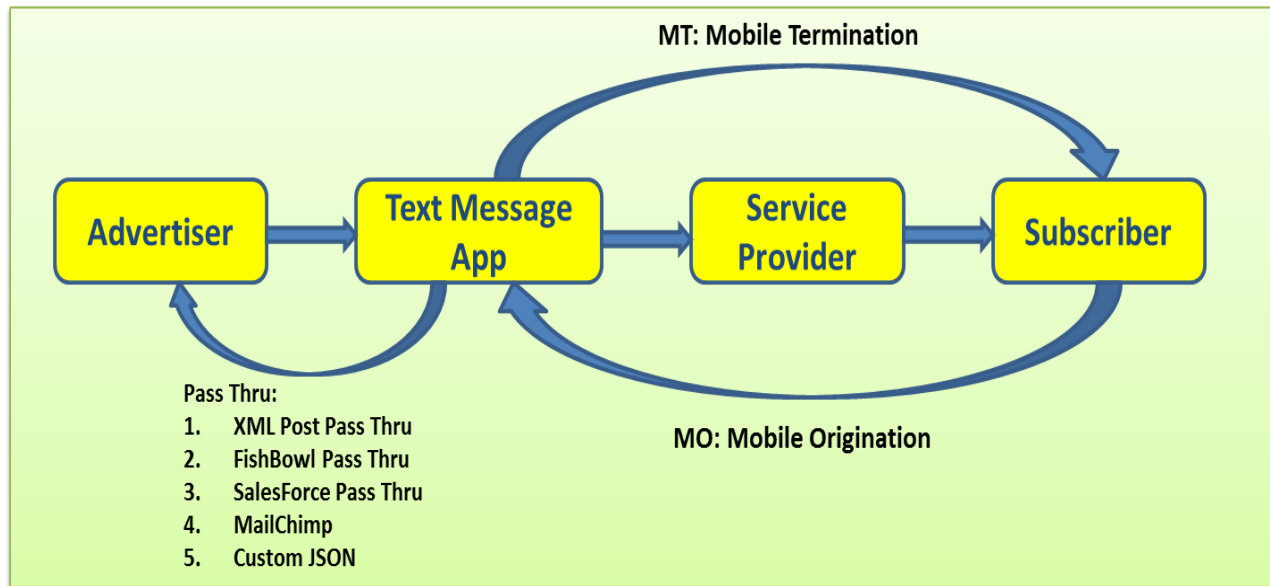 MT: Mobile Termination
Advertiser
Text Message
App
Service
Provider
Subscriber
Pass Thru:
1. XML Post Pass Thru
2. FishBowl Pass Thru
3. SalesForce Pass Thru
4. MailChimp
5. Custom JSON
MO: Mobile Origination